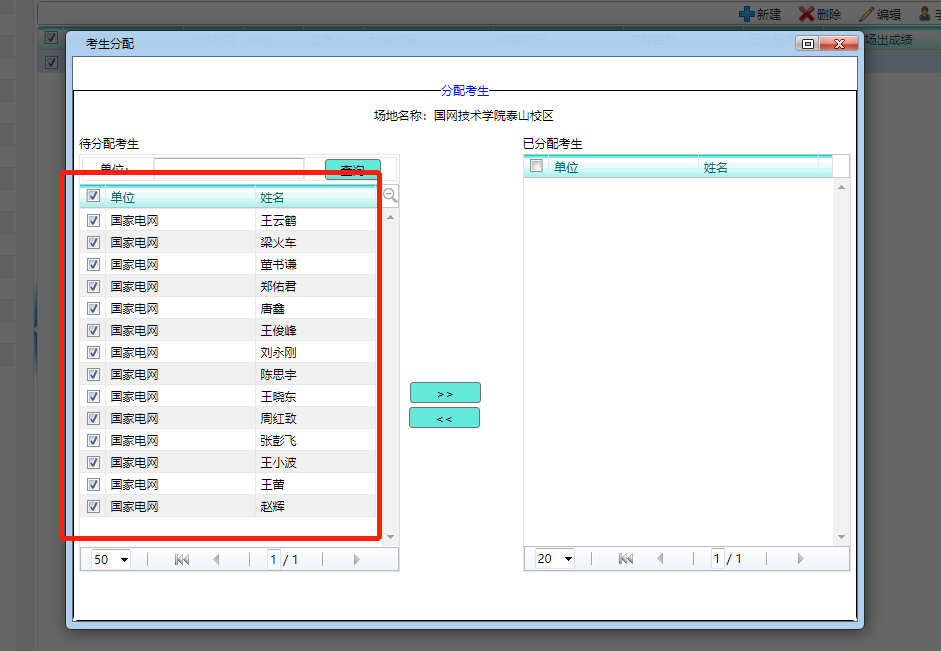 新建 删除 编辑
场出成绩
考生分配
分配考生
场地名称：国网技术学院泰山校区
待分配考生
已分配考生
单位： 查询
单位 姓名
国家电网 王云鹤
国家电网 梁火车
国家电网 董书谦
国家电网 郑佑君
国家电网 唐鑫
国家电网 王俊峰
国家电网 刘永刚
国家电网 陈思宇
国家电网 王晓东
国家电网 周红致
国家电网 张彭飞
国家电网 王小波
国家电网 王蕾
国家电网 赵辉
50 1 / 1
>>
<<
单位 姓名
20 1 / 1